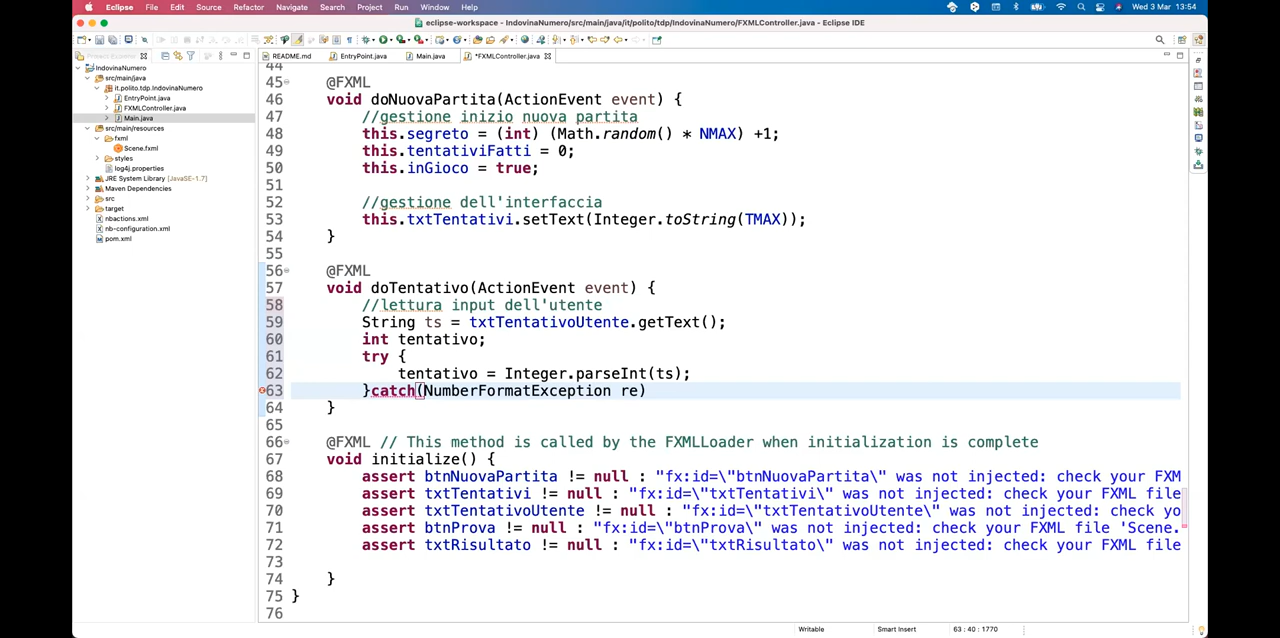 Eclipse File Edit Source Refactor Navigate Search Project Run Window Help Wed 3 Mar 13:54
eclipse-workspace - IndovinaNumero/src/main/java/it/polito/tdp/IndovinaNumero/FXMLController.java - Eclipse IDE
Project Explorer README.md EntryPoint.java Main.java *FXMLController.java
IndovinaNumero
src/main/java
it.polito.tdp.IndovinaNumero
EntryPoint.java
FXMLController.java
Main.java
src/main/resources
fxml
Scene.fxml
styles
log4j.properties
JRE System Library [JavaSE-1.7]
Maven Dependencies
src
target
nbactions.xml
nb-configuration.xml
pom.xml
44
45 @FXML
46 void doNuovaPartita(ActionEvent event) {
47 //gestione inizio nuova partita
48 this.segreto = (int) (Math.random() * NMAX) +1;
49 this.tentativiFatti = 0;
50 this.inGioco = true;
51
52 //gestione dell'interfaccia
53 this.txtTentativi.setText(Integer.toString(TMAX));
54 }
55
56 @FXML
57 void doTentativo(ActionEvent event) {
58 //lettura input dell'utente
59 String ts = txtTentativoUtente.getText();
60 int tentativo;
61 try {
62 tentativo = Integer.parseInt(ts);
63 }catch(NumberFormatException re)
64 }
65
66 @FXML // This method is called by the FXMLLoader when initialization is complete
67 void initialize() {
68 assert btnNuovaPartita != null : "fx:id=\"btnNuovaPartita\" was not injected: check your FXM
69 assert txtTentativi != null : "fx:id=\"txtTentativi\" was not injected: check your FXML file
70 assert txtTentativoUtente != null : "fx:id=\"txtTentativoUtente\" was not injected: check yo
71 assert btnProva != null : "fx:id=\"btnProva\" was not injected: check your FXML file 'Scene.
72 assert txtRisultato != null : "fx:id=\"txtRisultato\" was not injected: check your FXML file
73
74 }
75 }
76
Writable Smart Insert 63 : 40 : 1770